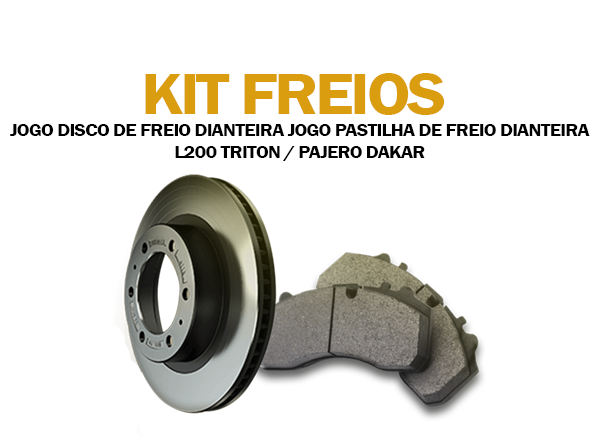 KIT FREIOS
JOGO DISCO DE FREIO DIANTEIRA JOGO PASTILHA DE FREIO DIANTEIRA
L200 TRITON / PAJERO DAKAR